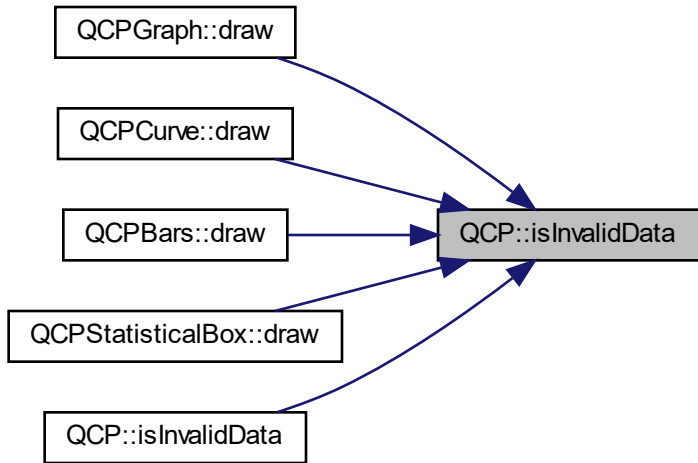 QCPGraph::draw
QCPCurve::draw
QCPBars::draw
QCP::isInvalidData
QCPStatisticalBox::draw
QCP::isInvalidData